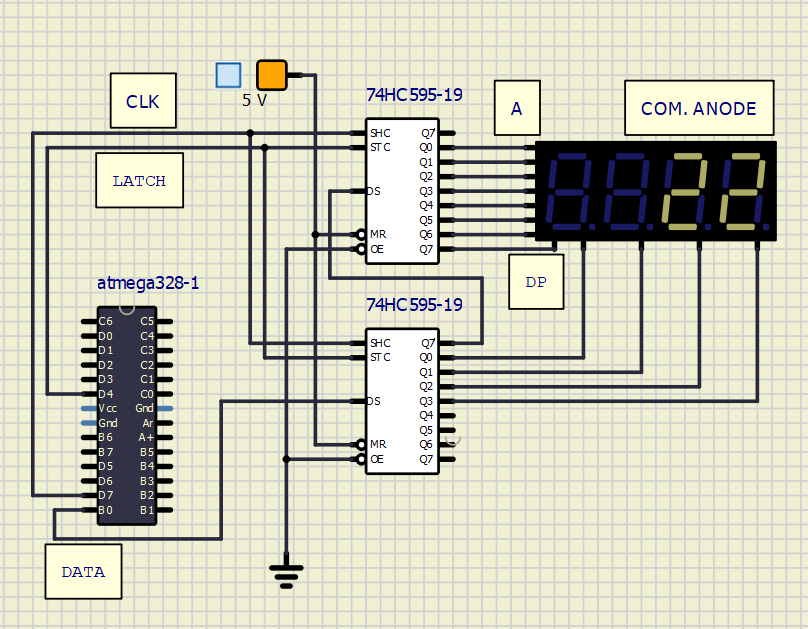 CLK
5 V
74HC595-19
A
COM. ANODE
SHC Q7
STC Q0
Q1
Q2
DS Q3
Q4
Q5
MR Q6
OE Q7
LATCH
22
DP
atmega328-1
C6 C5
D0 C4
D1 C3
D2 C2
D3 C1
D4 C0
Vcc Gnd
Gnd Ar
B6 A+
B7 B5
D5 B4
D6 B3
D7 B2
B0 B1
74HC595-19
SHC Q7
STC Q0
Q1
Q2
DS Q3
Q4
Q5
MR Q6
OE Q7
DATA